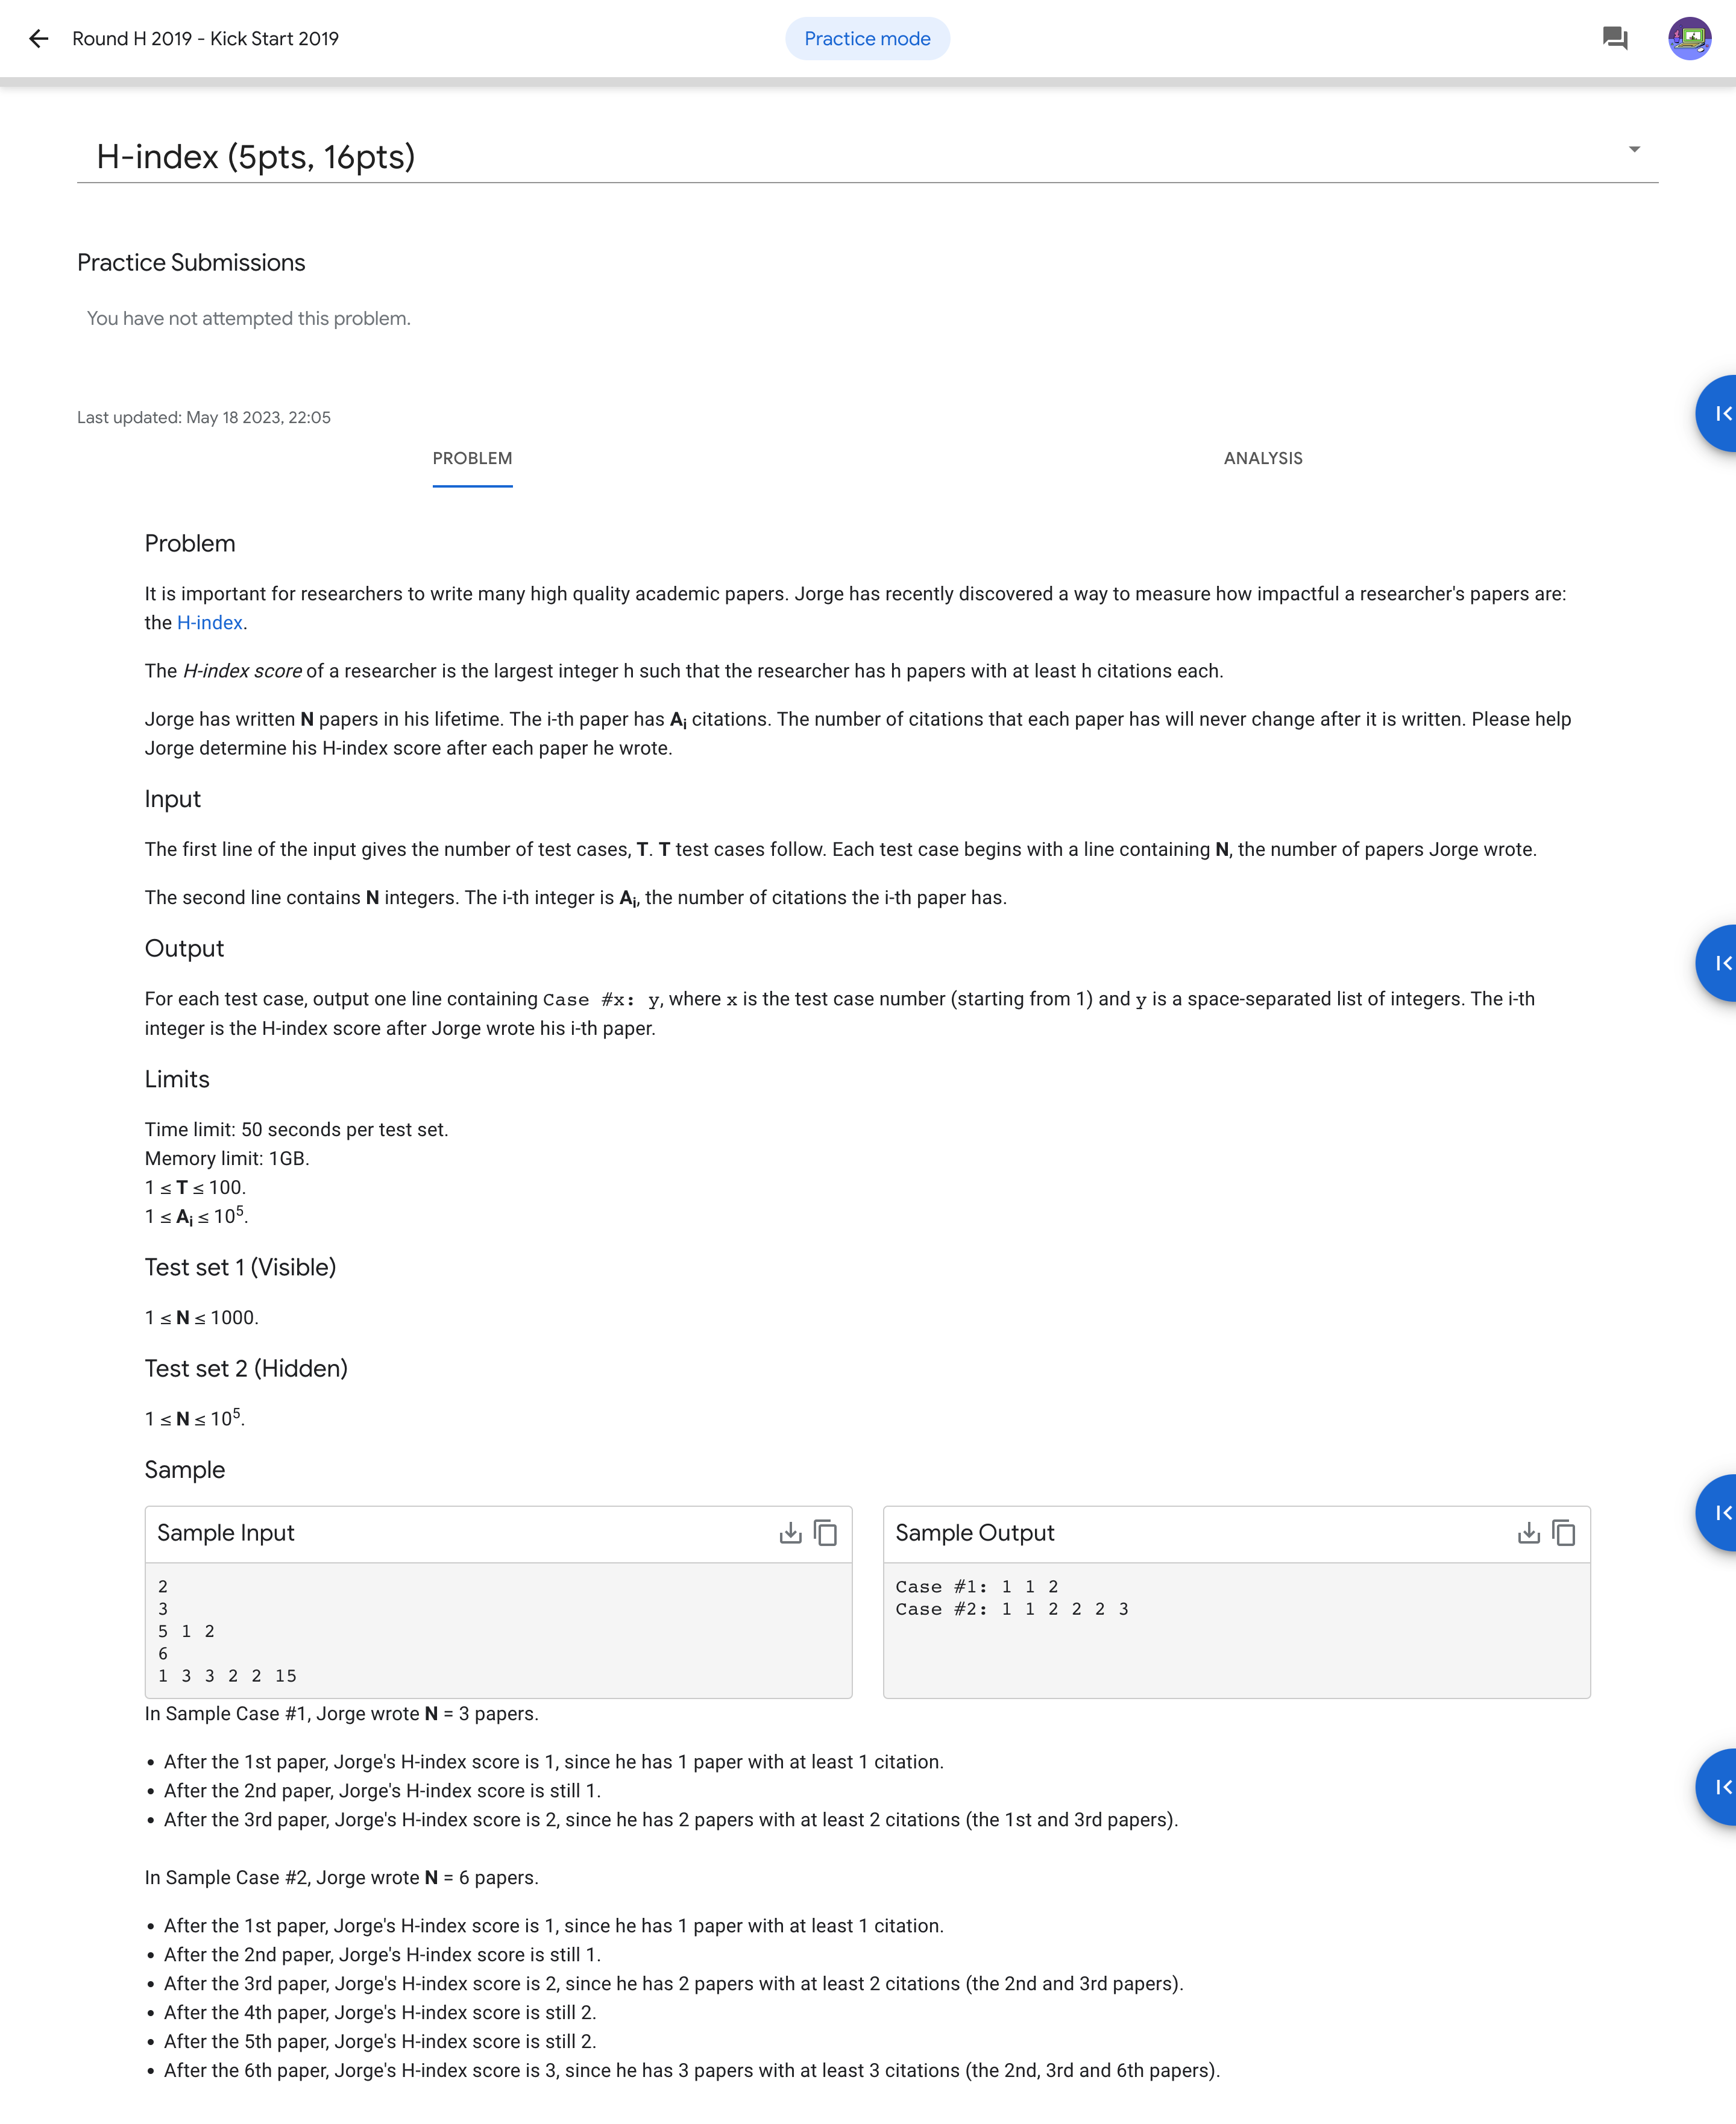 Round H 2019 - Kick Start 2019
Practice mode
H-index (5pts, 16pts)
Practice Submissions
You have not attempted this problem.
Last updated: May 18 2023, 22:05
PROBLEM
ANALYSIS
Problem
It is important for researchers to write many high quality academic papers. Jorge has recently discovered a way to measure how impactful a researcher's papers are:
the H-index.
The H-index score of a researcher is the largest integer h such that the researcher has h papers with at least h citations each.
Jorge has written N papers in his lifetime. The i-th paper has Aᵢ citations. The number of citations that each paper has will never change after it is written. Please help
Jorge determine his H-index score after each paper he wrote.
Input
The first line of the input gives the number of test cases, T. T test cases follow. Each test case begins with a line containing N, the number of papers Jorge wrote.
The second line contains N integers. The i-th integer is Aᵢ, the number of citations the i-th paper has.
Output
For each test case, output one line containing Case #x: y, where x is the test case number (starting from 1) and y is a space-separated list of integers. The i-th
integer is the H-index score after Jorge wrote his i-th paper.
Limits
Time limit: 50 seconds per test set.
Memory limit: 1GB.
1 ≤ T ≤ 100.
1 ≤ Aᵢ ≤ 10⁵.
Test set 1 (Visible)
1 ≤ N ≤ 1000.
Test set 2 (Hidden)
1 ≤ N ≤ 10⁵.
Sample
Sample Input
2
3
5 1 2
6
1 3 3 2 2 15
Sample Output
Case #1: 1 1 2
Case #2: 1 1 2 2 2 3
In Sample Case #1, Jorge wrote N = 3 papers.
• After the 1st paper, Jorge's H-index score is 1, since he has 1 paper with at least 1 citation.
• After the 2nd paper, Jorge's H-index score is still 1.
• After the 3rd paper, Jorge's H-index score is 2, since he has 2 papers with at least 2 citations (the 1st and 3rd papers).
In Sample Case #2, Jorge wrote N = 6 papers.
• After the 1st paper, Jorge's H-index score is 1, since he has 1 paper with at least 1 citation.
• After the 2nd paper, Jorge's H-index score is still 1.
• After the 3rd paper, Jorge's H-index score is 2, since he has 2 papers with at least 2 citations (the 2nd and 3rd papers).
• After the 4th paper, Jorge's H-index score is still 2.
• After the 5th paper, Jorge's H-index score is still 2.
• After the 6th paper, Jorge's H-index score is 3, since he has 3 papers with at least 3 citations (the 2nd, 3rd and 6th papers).